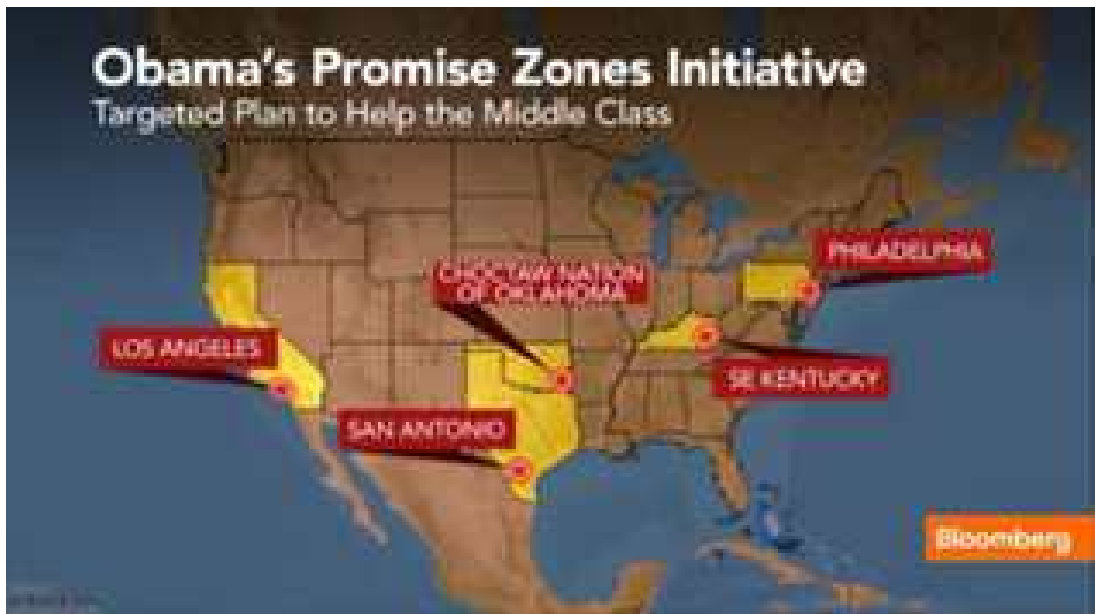 Obama's Promise Zones Initiative
Targeted Plan to Help the Middle Class
PHILADELPHIA
CHOCTAW NATION
OF OKLAHOMA
LOS ANGELES
SE KENTUCKY
SAN ANTONIO
Bloomberg